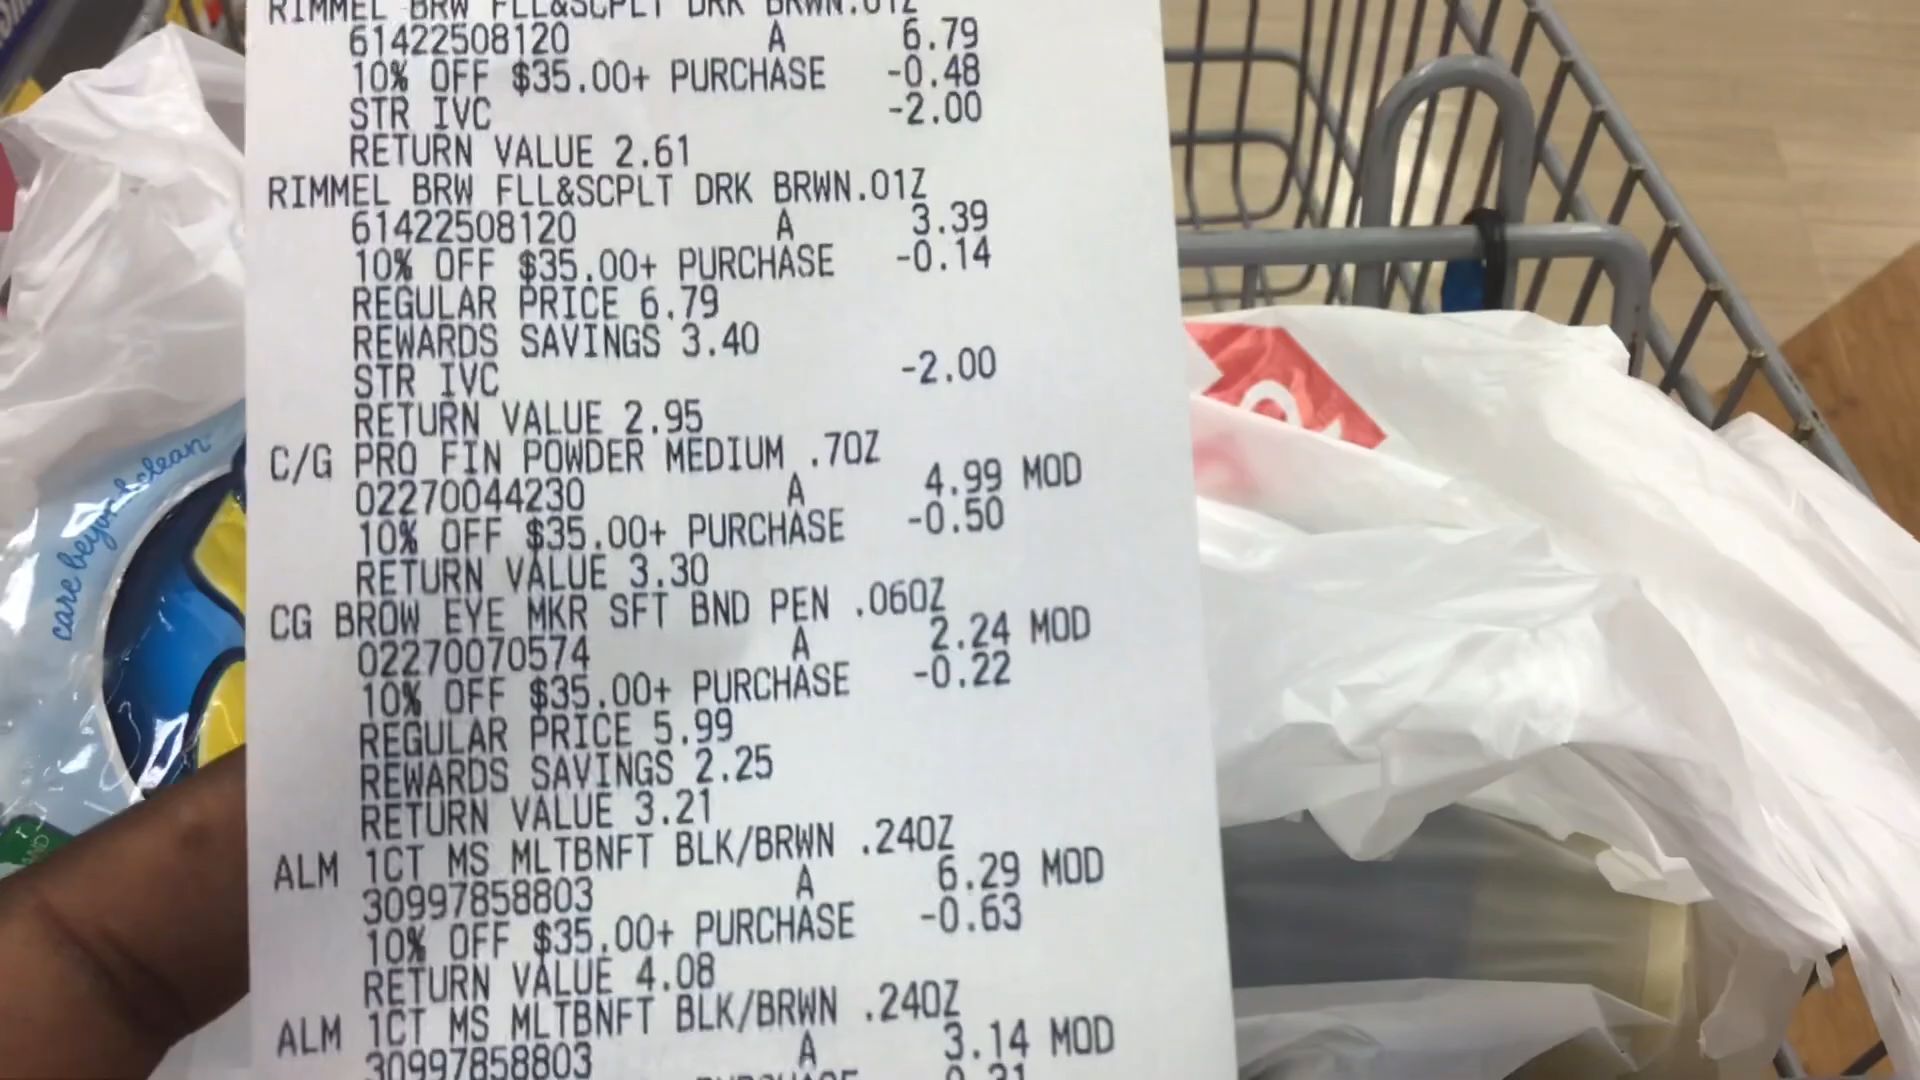 RIMMEL BRW FLL&SCPLT DRK BRWN.01Z
61422508120 A 6.79
10% OFF $35.00+ PURCHASE -0.48
STR IVC -2.00
RETURN VALUE 2.61
RIMMEL BRW FLL&SCPLT DRK BRWN.01Z
61422508120 A 3.39
10% OFF $35.00+ PURCHASE -0.14
REGULAR PRICE 6.79
REWARDS SAVINGS 3.40
STR IVC -2.00
RETURN VALUE 2.95
C/G PRO FIN POWDER MEDIUM .7OZ
02270044230 A 4.99 MOD
10% OFF $35.00+ PURCHASE -0.50
RETURN VALUE 3.30
CG BROW EYE MKR SFT BND PEN .06OZ
02270070574 A 2.24 MOD
10% OFF $35.00+ PURCHASE -0.22
REGULAR PRICE 5.99
REWARDS SAVINGS 2.25
RETURN VALUE 3.21
ALM 1CT MS MLTBNFT BLK/BRWN .24OZ
30997858803 A 6.29 MOD
10% OFF $35.00+ PURCHASE -0.63
RETURN VALUE 4.08
ALM 1CT MS MLTBNFT BLK/BRWN .24OZ
30997858803 A 3.14 MOD
care beyond clean